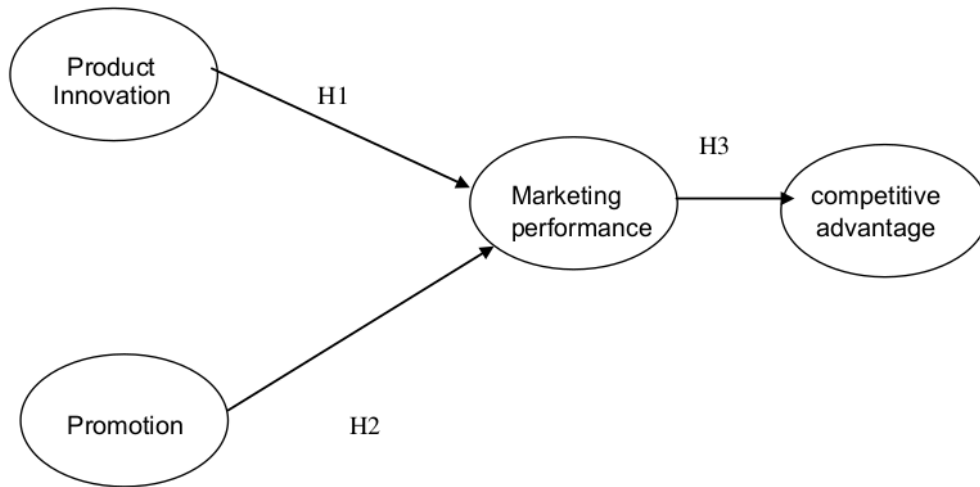 Product
Innovation
H1
Marketing
performance
H3
competitive
advantage
Promotion
H2